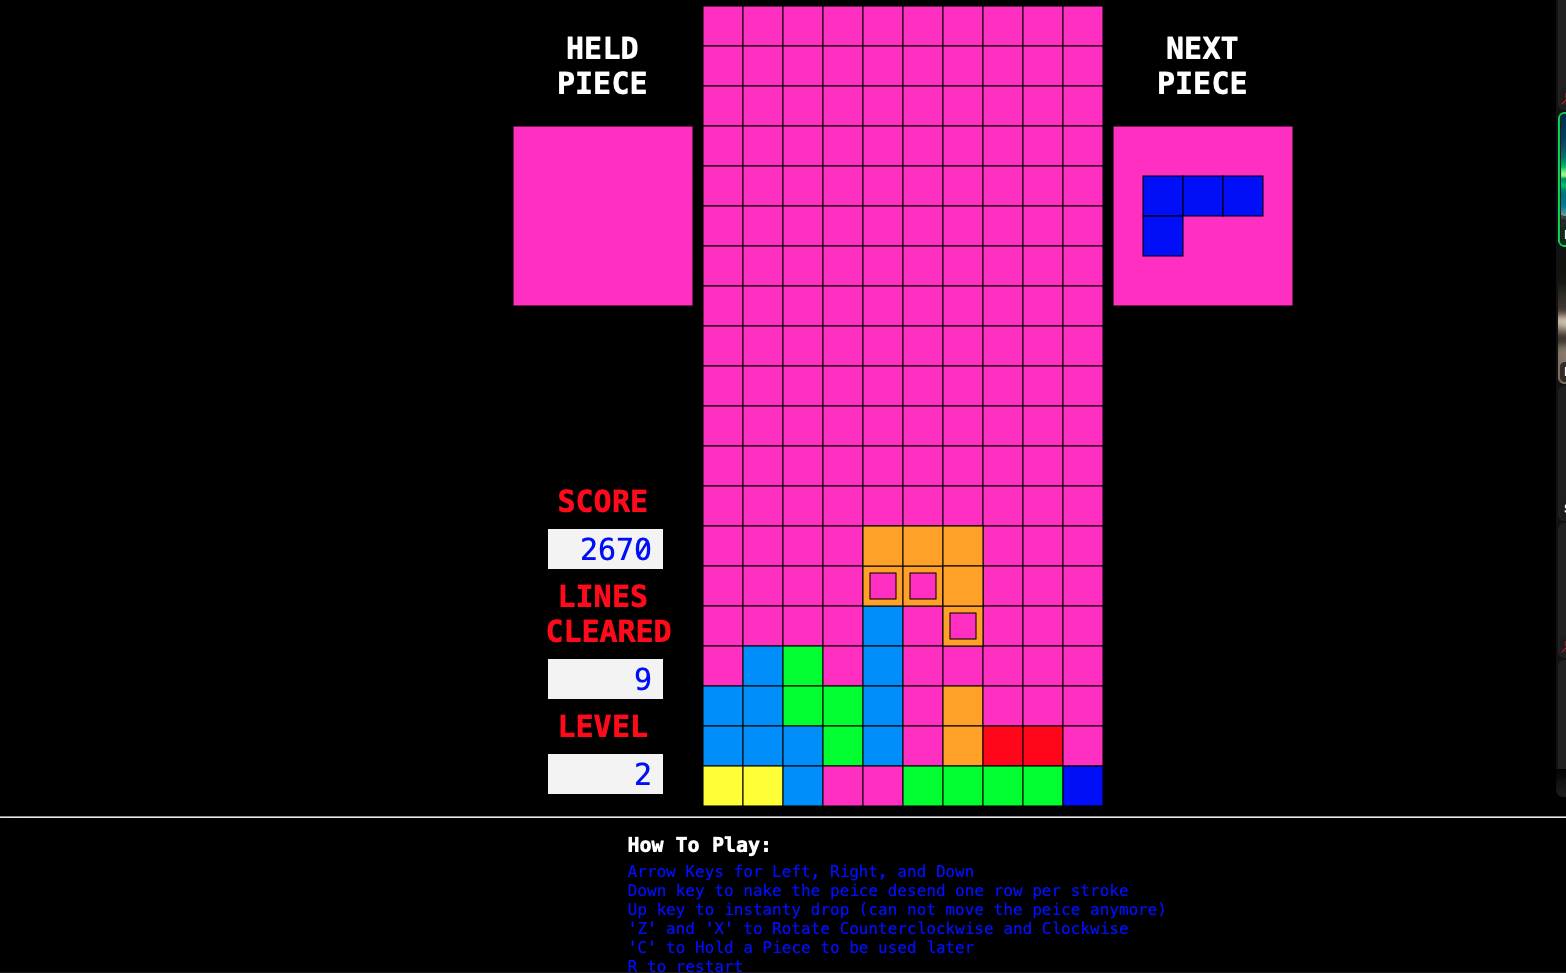 HELD
PIECE
NEXT
PIECE
SCORE
2670
LINES
CLEARED
9
LEVEL
2
How To Play:
Arrow Keys for Left, Right, and Down
Down key to nake the peice desend one row per stroke
Up key to instanty drop (can not move the peice anymore)
'Z' and 'X' to Rotate Counterclockwise and Clockwise
'C' to Hold a Piece to be used later
R to restart